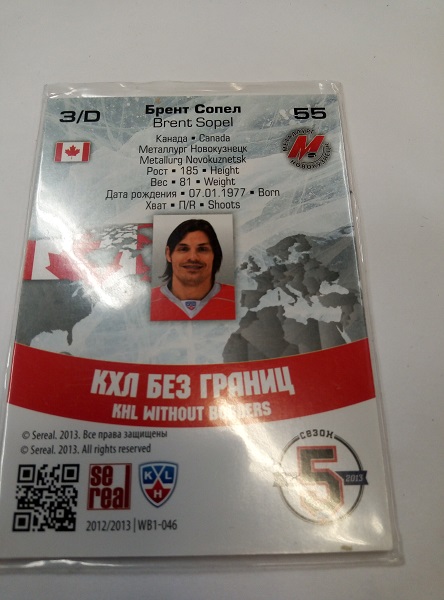 З/D Брент Сопел 55
Brent Sopel
Канада • Canada
Металлург Новокузнецк
Metallurg Novokuznetsk
Рост • 185 • Height
Вес • 81 • Weight
Дата рождения • 07.01.1977 • Born
Хват • П/R • Shoots
НОВОКУЗНЕЦК
КХЛ БЕЗ ГРАНИЦ
KHL WITHOUT BORDERS
© Sereal. 2013. Все права защищены
© Sereal. 2013. All rights reserved
se
real
KHL
2012/2013 | WB1-046
СЕЗОН
5
2013